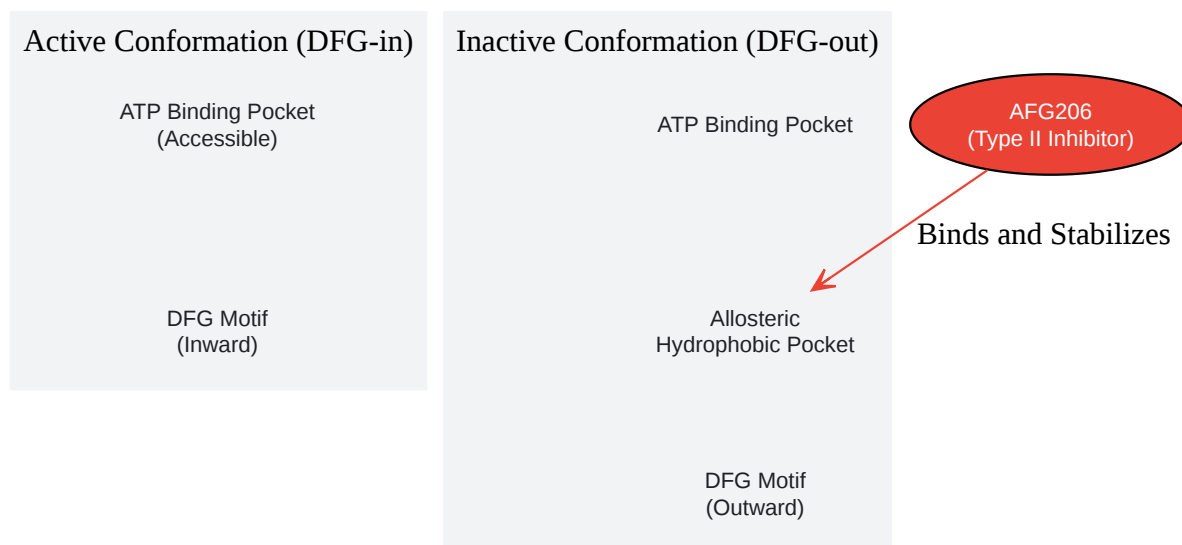 Active Conformation (DFG-in)
ATP Binding Pocket
(Accessible)
DFG Motif
(Inward)
Inactive Conformation (DFG-out)
ATP Binding Pocket
Allosteric
Hydrophobic Pocket
DFG Motif
(Outward)
AFG206
(Type II Inhibitor)
Binds and Stabilizes